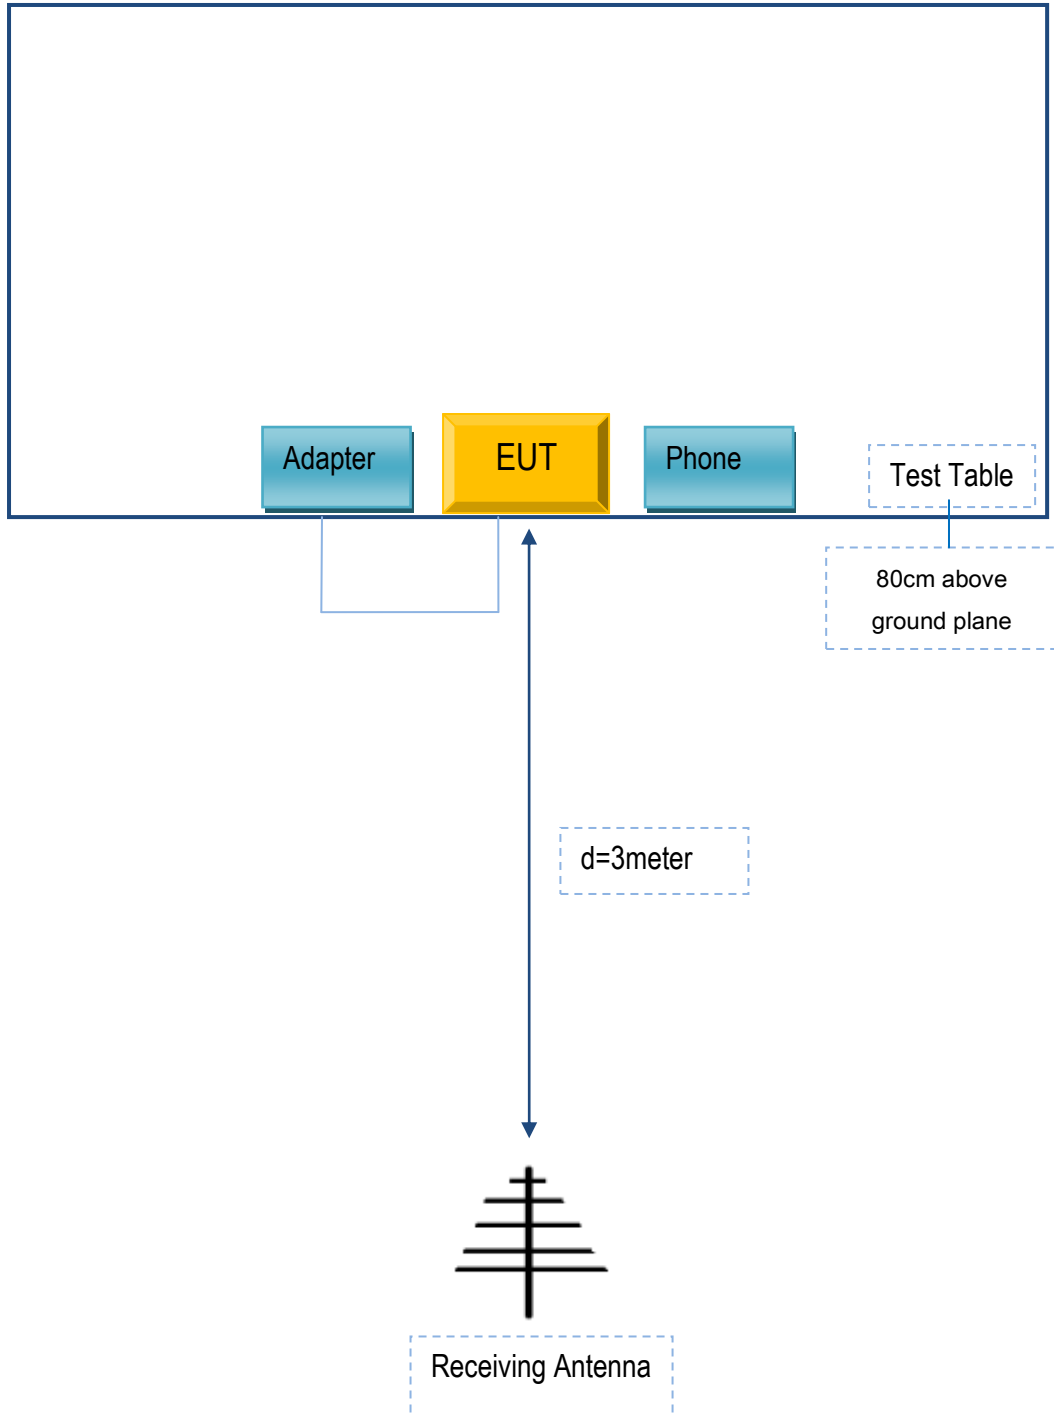 Adapter
EUT
Phone
Test Table
80cm above
ground plane
d=3meter
Receiving Antenna